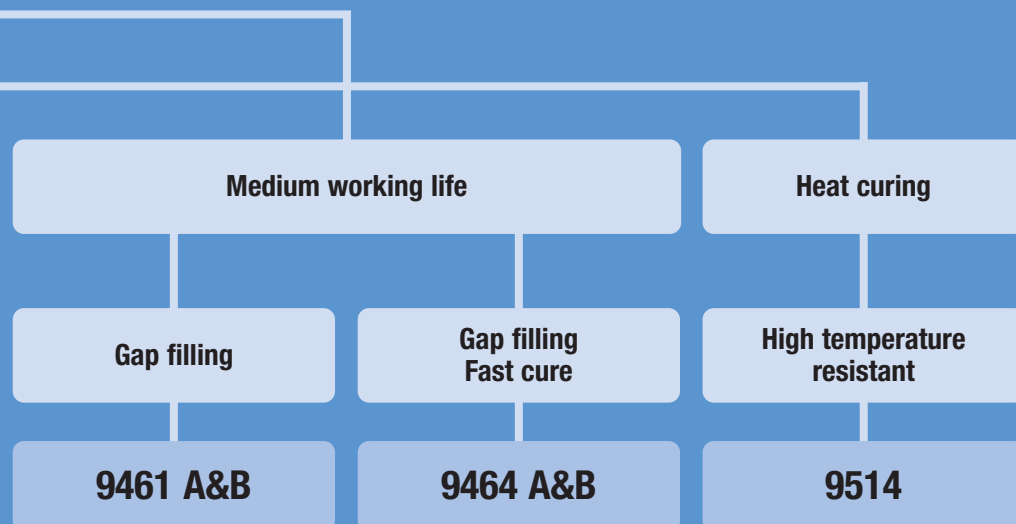 Medium working life
Heat curing
Gap filling
Gap filling
Fast cure
High temperature
resistant
9461 A&B
9464 A&B
9514